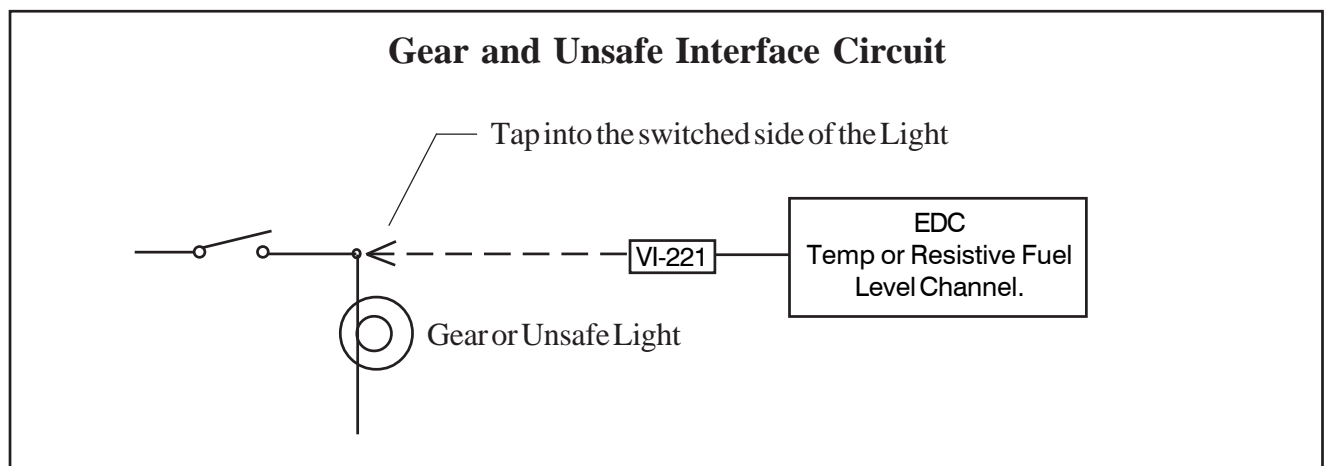 Gear and Unsafe Interface Circuit
Tap into the switched side of the Light
VI-221
EDC
Temp or Resistive Fuel
Level Channel.
Gear or Unsafe Light